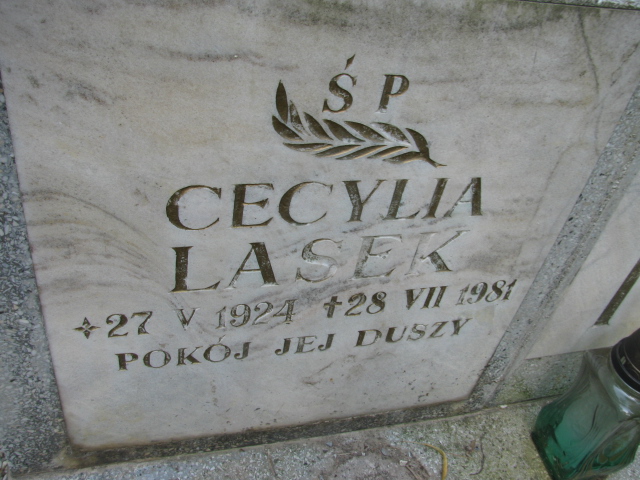 Ś P
CECYLIA
LASEK
27 V 1924 † 28 VII 1981
POKÓJ JEJ DUSZY